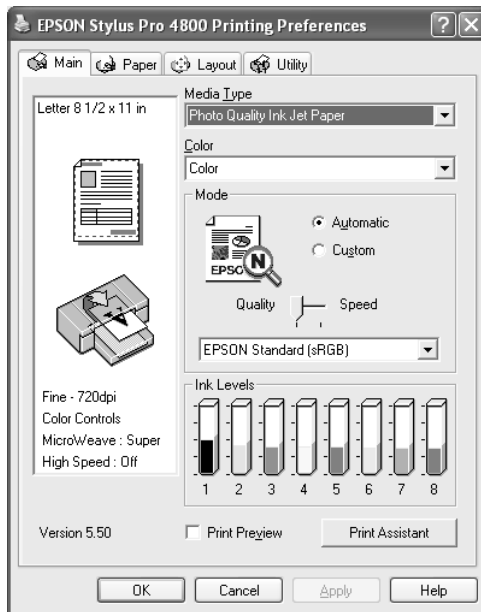 EPSON Stylus Pro 4800 Printing Preferences
Main
Paper
Layout
Utility
Letter 8 1/2 x 11 in
Media Type
Photo Quality Ink Jet Paper
Color
Color
Mode
EPSO
N
Automatic
Custom
Quality
Speed
EPSON Standard (sRGB)
Fine - 720dpi
Color Controls
MicroWeave : Super
High Speed : Off
Ink Levels
1 2 3 4 5 6 7 8
Version 5.50
Print Preview
Print Assistant
OK
Cancel
Apply
Help